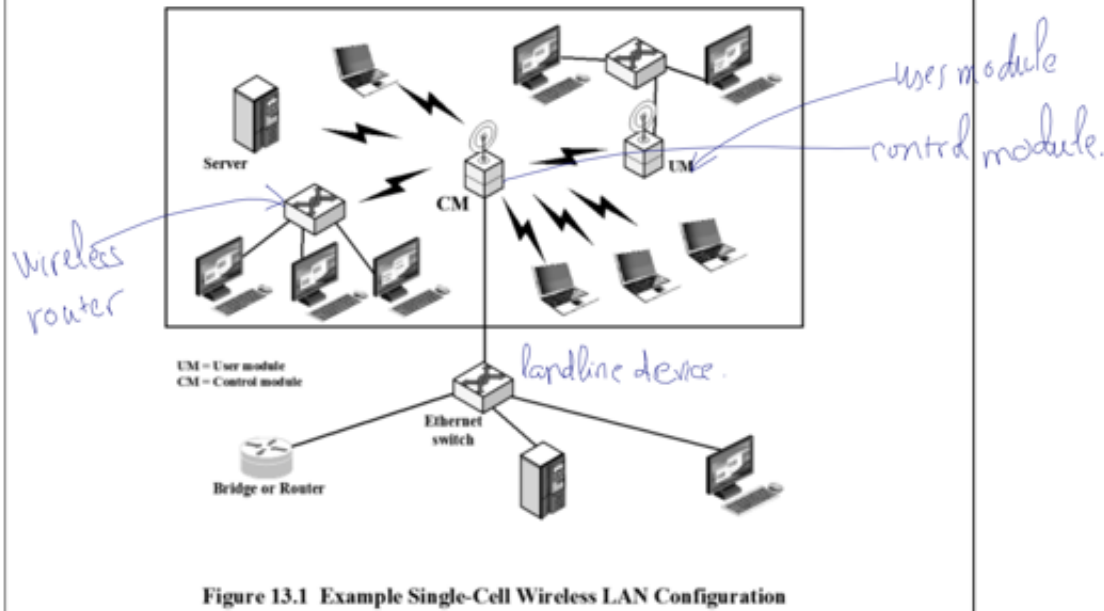 uses module
control module.
Server
UM
CM
wireless
router
UM = User module
CM = Control module
landline device.
Ethernet
switch
Bridge or Router
Figure 13.1 Example Single-Cell Wireless LAN Configuration